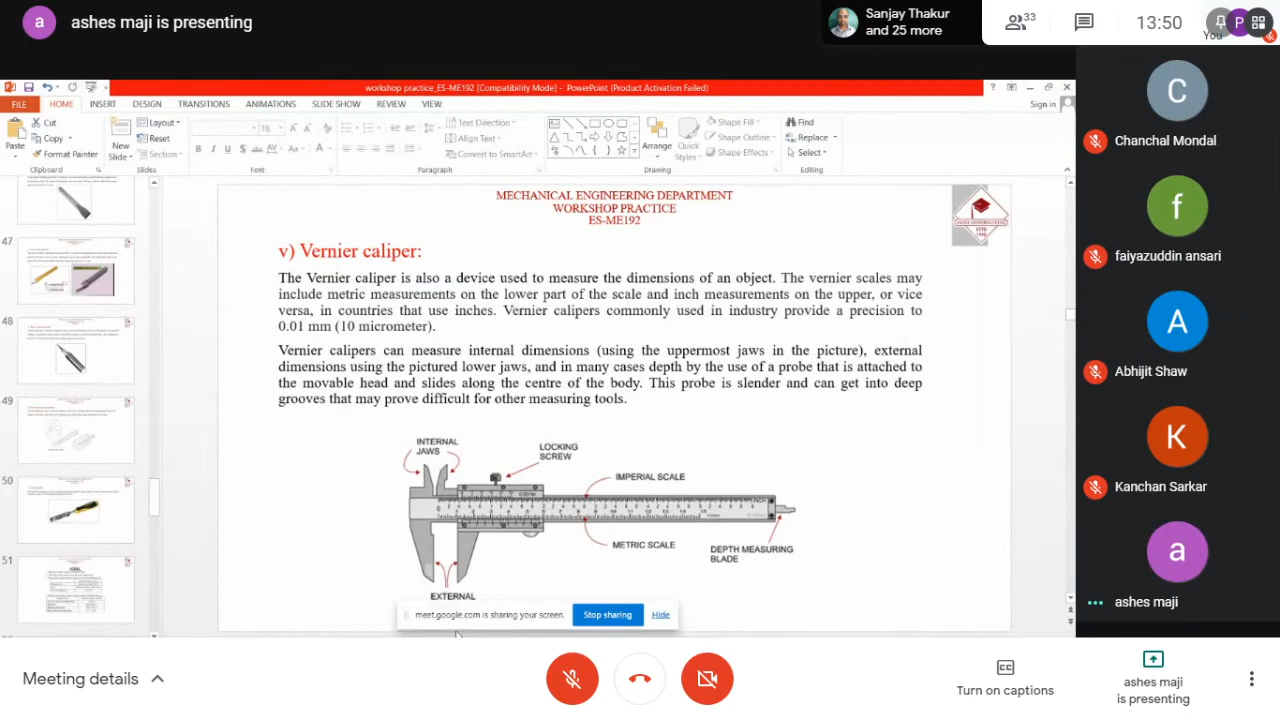 a
ashes maji is presenting
Sanjay Thakur
and 25 more
33
13:50
P
You
workshop practice_ES-ME192 [Compatibility Mode] - PowerPoint (Product Activation Failed)
FILE HOME INSERT DESIGN TRANSITIONS ANIMATIONS SLIDE SHOW REVIEW VIEW
Sign in
Paste
Cut
Copy
Format Painter
Clipboard
New
Slide
Layout
Reset
Section
Slides
18
B I U S abc AV Aa A
Font
Text Direction
Align Text
Convert to SmartArt
Paragraph
Arrange
Quick
Styles
Shape Fill
Shape Outline
Shape Effects
Drawing
Find
Replace
Select
Editing
47
48
49
50
51
MECHANICAL ENGINEERING DEPARTMENT
WORKSHOP PRACTICE
ES-ME192
v) Vernier caliper:
The Vernier caliper is also a device used to measure the dimensions of an object. The vernier scales may
include metric measurements on the lower part of the scale and inch measurements on the upper, or vice
versa, in countries that use inches. Vernier calipers commonly used in industry provide a precision to
0.01 mm (10 micrometer).
Vernier calipers can measure internal dimensions (using the uppermost jaws in the picture), external
dimensions using the pictured lower jaws, and in many cases depth by the use of a probe that is attached to
the movable head and slides along the centre of the body. This probe is slender and can get into deep
grooves that may prove difficult for other measuring tools.
INTERNAL
JAWS
LOCKING
SCREW
IMPERIAL SCALE
METRIC SCALE
DEPTH MEASURING
BLADE
EXTERNAL
meet.google.com is sharing your screen.
Stop sharing
Hide
C
Chanchal Mondal
f
faiyazuddin ansari
A
Abhijit Shaw
K
Kanchan Sarkar
a
ashes maji
Meeting details
Turn on captions
ashes maji
is presenting